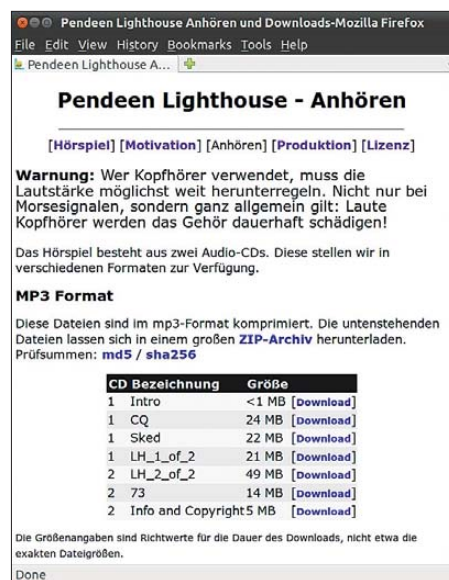 Pendeen Lighthouse Anhören und Downloads-Mozilla Firefox
File Edit View History Bookmarks Tools Help
Pendeen Lighthouse A...
Pendeen Lighthouse - Anhören
[Hörspiel] [Motivation] [Anhören] [Produktion] [Lizenz]
Warnung: Wer Kopfhörer verwendet, muss die
Lautstärke möglichst weit herunterregeln. Nicht nur bei
Morsesignalen, sondern ganz allgemein gilt: Laute
Kopfhörer werden das Gehör dauerhaft schädigen!
Das Hörspiel besteht aus zwei Audio-CDs. Diese stellen wir in
verschiedenen Formaten zur Verfügung.
MP3 Format
Diese Dateien sind im mp3-Format komprimiert. Die untenstehenden
Dateien lassen sich in einem großen ZIP-Archiv herunterladen.
Prüfsummen: md5 / sha256
CD Bezeichnung Größe
1 Intro <1 MB [Download]
1 CQ 24 MB [Download]
1 Sked 22 MB [Download]
1 LH_1_of_2 21 MB [Download]
2 LH_2_of_2 49 MB [Download]
2 73 14 MB [Download]
2 Info and Copyright 5 MB [Download]
Die Größenangaben sind Richtwerte für die Dauer des Downloads, nicht etwa die
exakten Dateigrößen.
Done